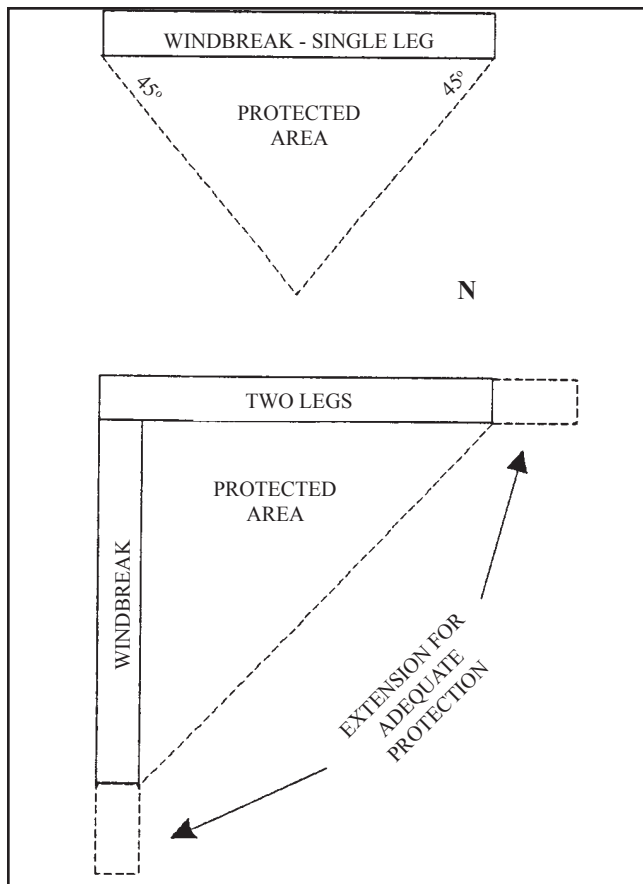 WINDBREAK - SINGLE LEG
45°
45°
PROTECTED
AREA
N
TWO LEGS
PROTECTED
AREA
WINDBREAK
EXTENSION FOR
ADEQUATE
PROTECTION